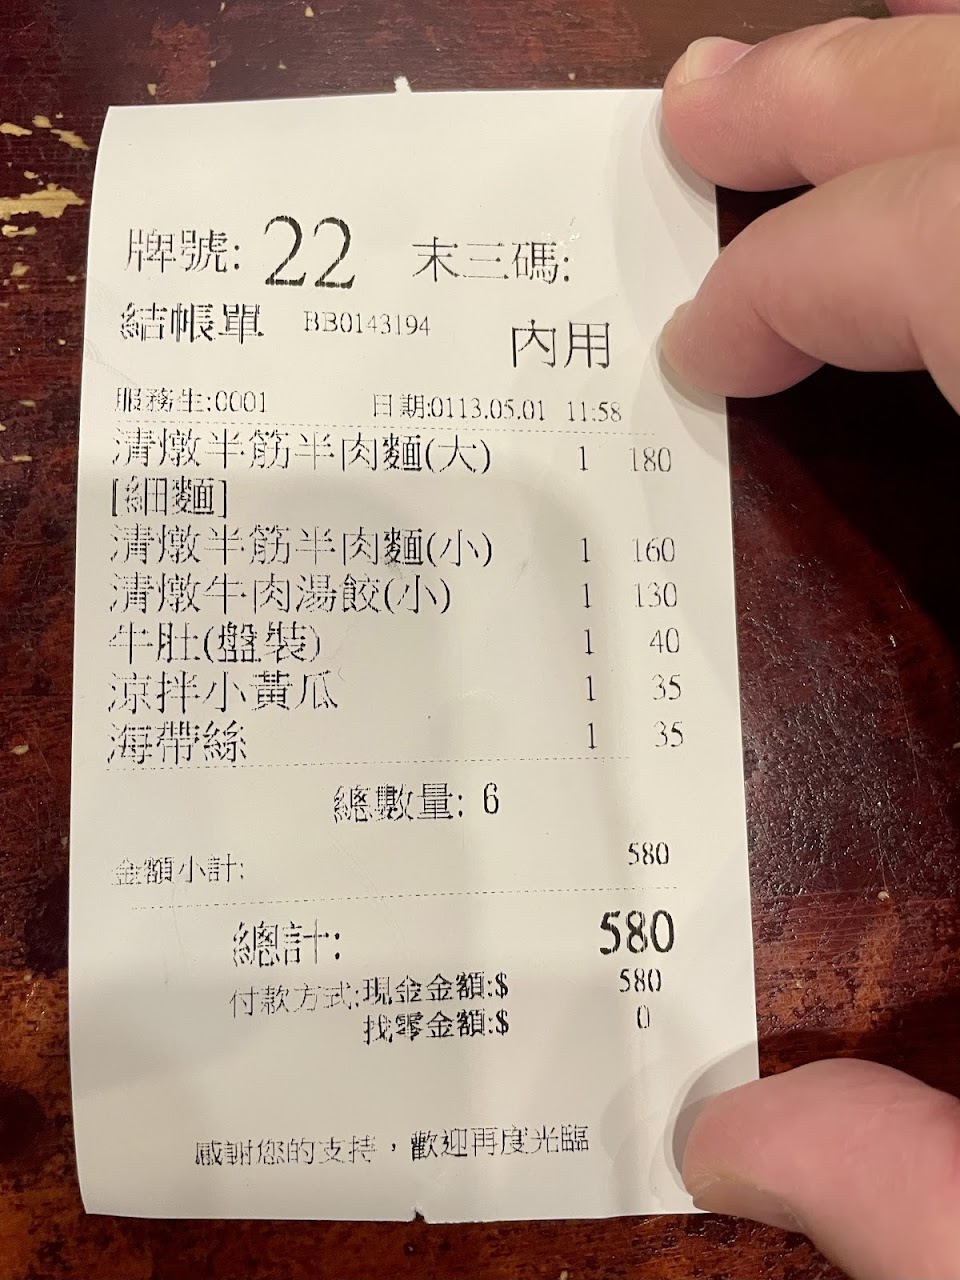 牌號: 22 末三碼:
結帳單 BB0143194 內用
服務生:0001 日期:0113.05.01 11:58
清燉半筋半肉麵(大) 1 180
[細麵]
清燉半筋半肉麵(小) 1 160
清燉牛肉湯餃(小) 1 130
牛肚(盤裝) 1 40
涼拌小黃瓜 1 35
海帶絲 1 35
總數量: 6
金額小計: 580
總計: 580
付款方式:現金金額:$ 580
找零金額:$ 0
感謝您的支持，歡迎再度光臨